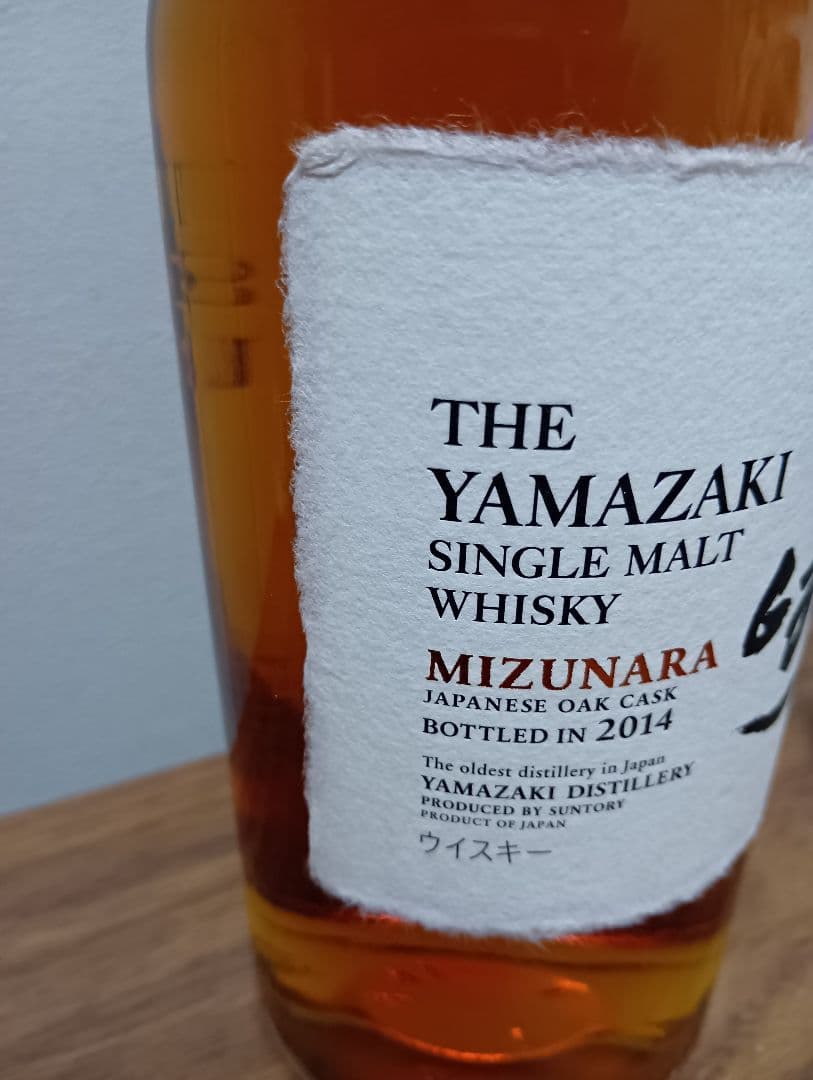 THE
YAMAZAKI
SINGLE MALT
WHISKY
MIZUNARA
JAPANESE OAK CASK
BOTTLED IN 2014
The oldest distillery in Japan
YAMAZAKI DISTILLERY
PRODUCED BY SUNTORY
PRODUCT OF JAPAN
ウイスキー